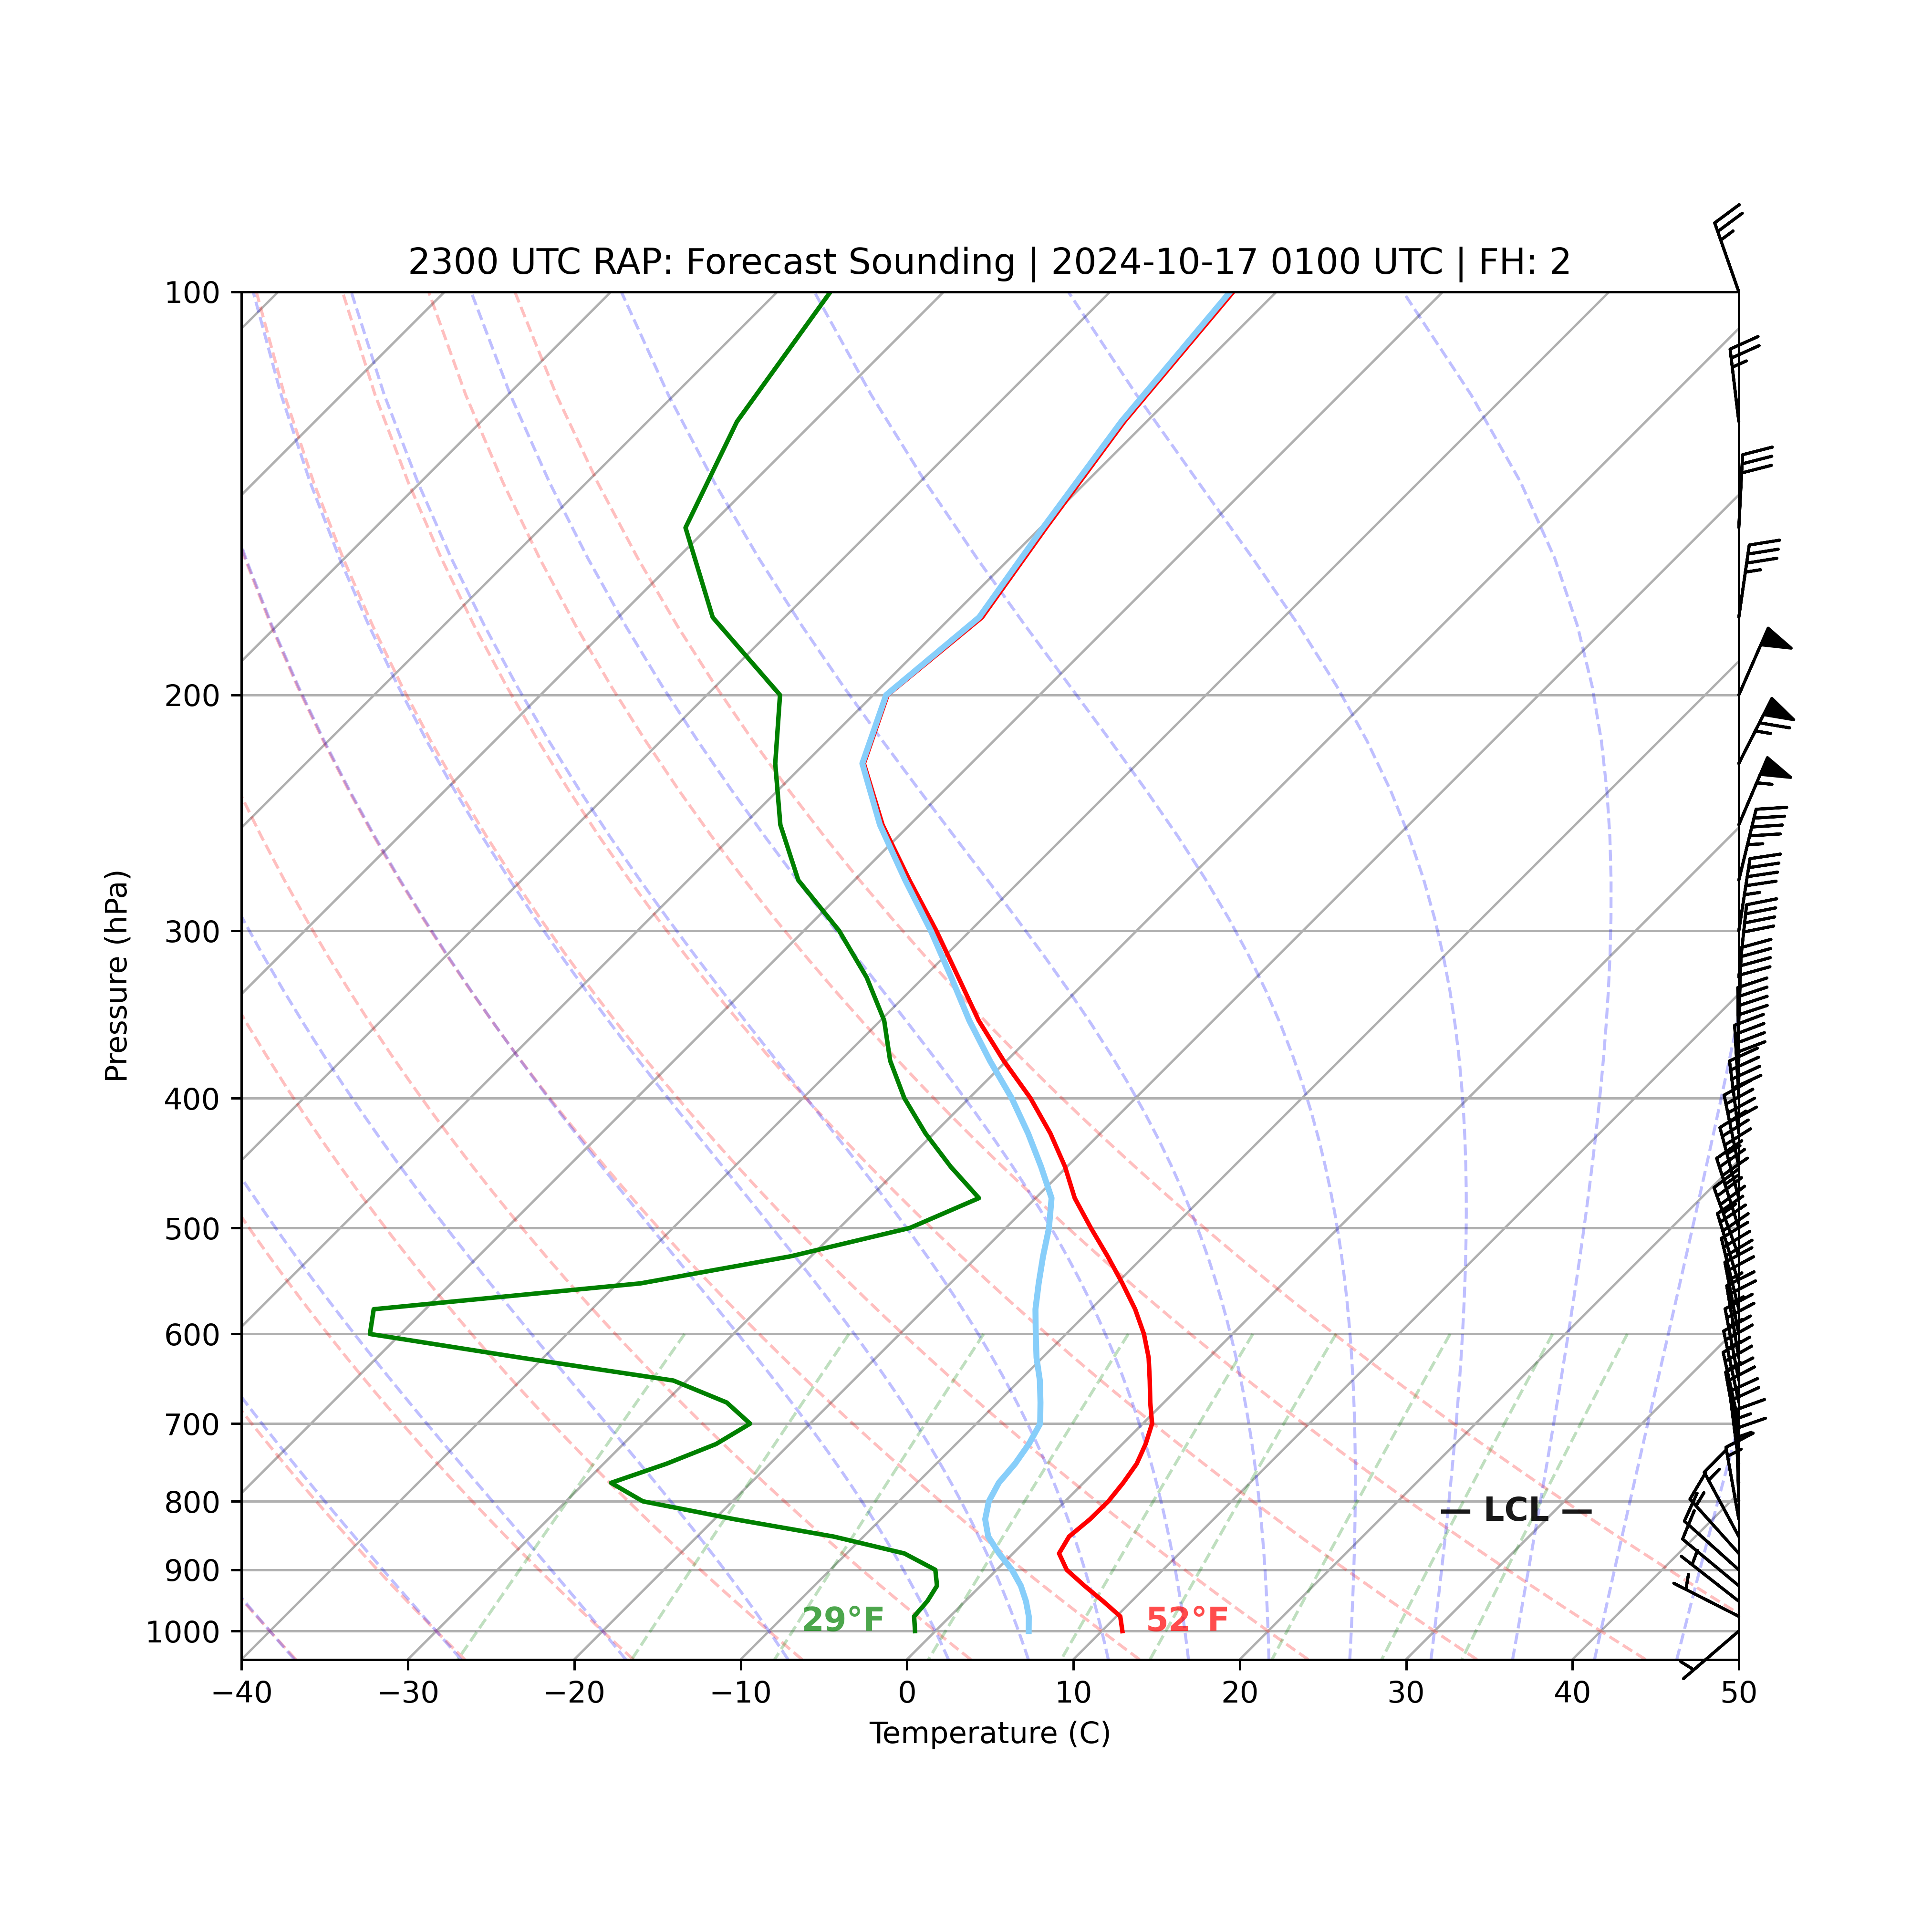 2300 UTC RAP: Forecast Sounding | 2024-10-17 0100 UTC | FH: 2
100
200
300
400
500
600
700
800
900
1000
Pressure (hPa)
— LCL —
29°F
52°F
−40 −30 −20 −10 0 10 20 30 40 50
Temperature (C)